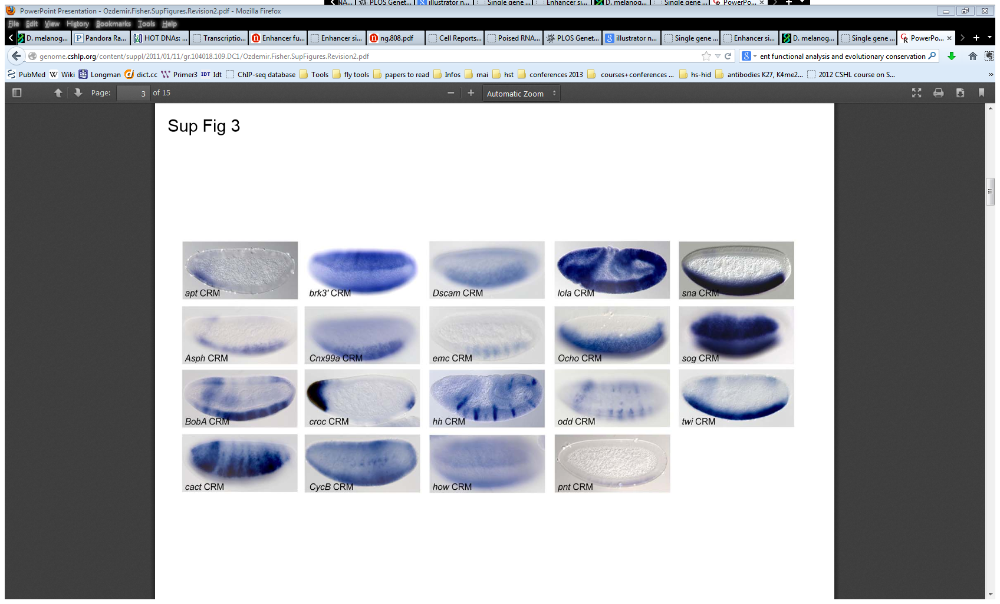 NA... PLOS Genet... illustrator n... Single gene ... Enhancer si... D. melanog... Single gene ... PowerPo...
PowerPoint Presentation - Ozdemir.Fisher.SupFigures.Revision2.pdf - Mozilla Firefox
File Edit View History Bookmarks Tools Help
D. melanog... Pandora Ra... HOT DNAs: ... Transcriptio... Enhancer fu... Enhancer si... ng.808.pdf Cell Reports... Poised RNA... PLOS Genet... illustrator n... Single gene ... Enhancer si... D. melanog... Single gene ... PowerPo...
genome.cshlp.org/content/suppl/2011/01/11/gr.104018.109.DC1/Ozdemir.Fisher.SupFigures.Revision2.pdf ent functional analysis and evolutionary conservation
PubMed W Wiki Longman dict.cc Primer3 IDT Idt ChIP-seq database Tools fly tools papers to read Infos rnai hst conferences 2013 courses+conferences ... hs-hid antibodies K27, K4me2... 2012 CSHL course on S... »
Page: 3 of 15 Automatic Zoom
Sup Fig 3
apt CRM brk3' CRM Dscam CRM lola CRM sna CRM
Asph CRM Cnx99a CRM emc CRM Ocho CRM sog CRM
BobA CRM croc CRM hh CRM odd CRM twi CRM
cact CRM CycB CRM how CRM pnt CRM